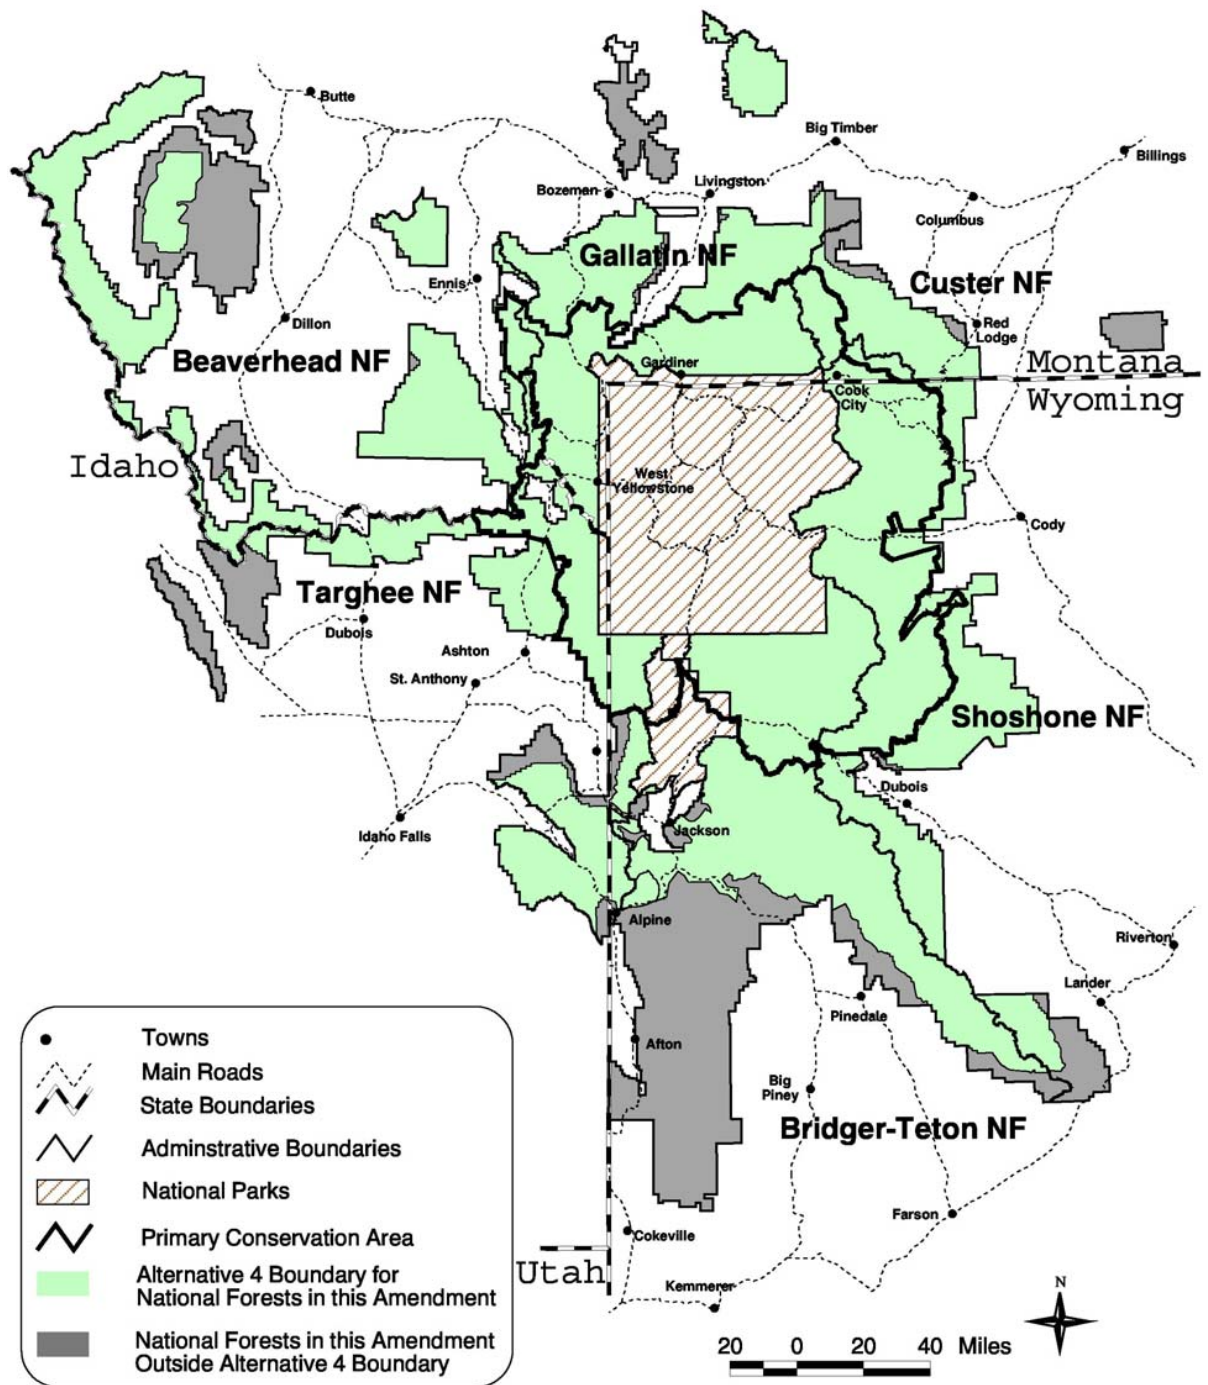 Butte
Big Timber
Billings
Bozeman
Livingston
Columbus
Gallatin NF
Custer NF
Ennis
Dillon
Red
Lodge
Beaverhead NF
Gardiner
Montana
Cook
City
Wyoming
Idaho
West
Yellowstone
Cody
Targhee NF
Dubois
Ashton
St. Anthony
Shoshone NF
Dubois
Idaho Falls
Jackson
Alpine
Riverton
Lander
Pinedale
Afton
Big
Piney
Bridger-Teton NF
Farson
Cokeville
Utah
Kemmerer
Towns
Main Roads
State Boundaries
Adminstrative Boundaries
National Parks
Primary Conservation Area
Alternative 4 Boundary for
National Forests in this Amendment
National Forests in this Amendment
Outside Alternative 4 Boundary
N
20 0 20 40 Miles